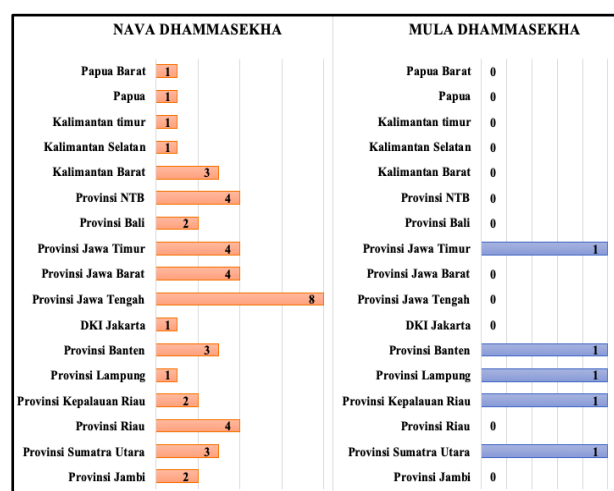 NAVA DHAMMASEKHA
Papua Barat 1
Papua 1
Kalimantan timur 1
Kalimantan Selatan 1
Kalimantan Barat 3
Provinsi NTB 4
Provinsi Bali 2
Provinsi Jawa Timur 4
Provinsi Jawa Barat 4
Provinsi Jawa Tengah 8
DKI Jakarta 1
Provinsi Banten 3
Provinsi Lampung 1
Provinsi Kepalauan Riau 2
Provinsi Riau 4
Provinsi Sumatra Utara 3
Provinsi Jambi 2
MULA DHAMMASEKHA
Papua Barat 0
Papua 0
Kalimantan timur 0
Kalimantan Selatan 0
Kalimantan Barat 0
Provinsi NTB 0
Provinsi Bali 0
Provinsi Jawa Timur 1
Provinsi Jawa Barat 0
Provinsi Jawa Tengah 0
DKI Jakarta 0
Provinsi Banten 1
Provinsi Lampung 1
Provinsi Kepalauan Riau 1
Provinsi Riau 0
Provinsi Sumatra Utara 1
Provinsi Jambi 0